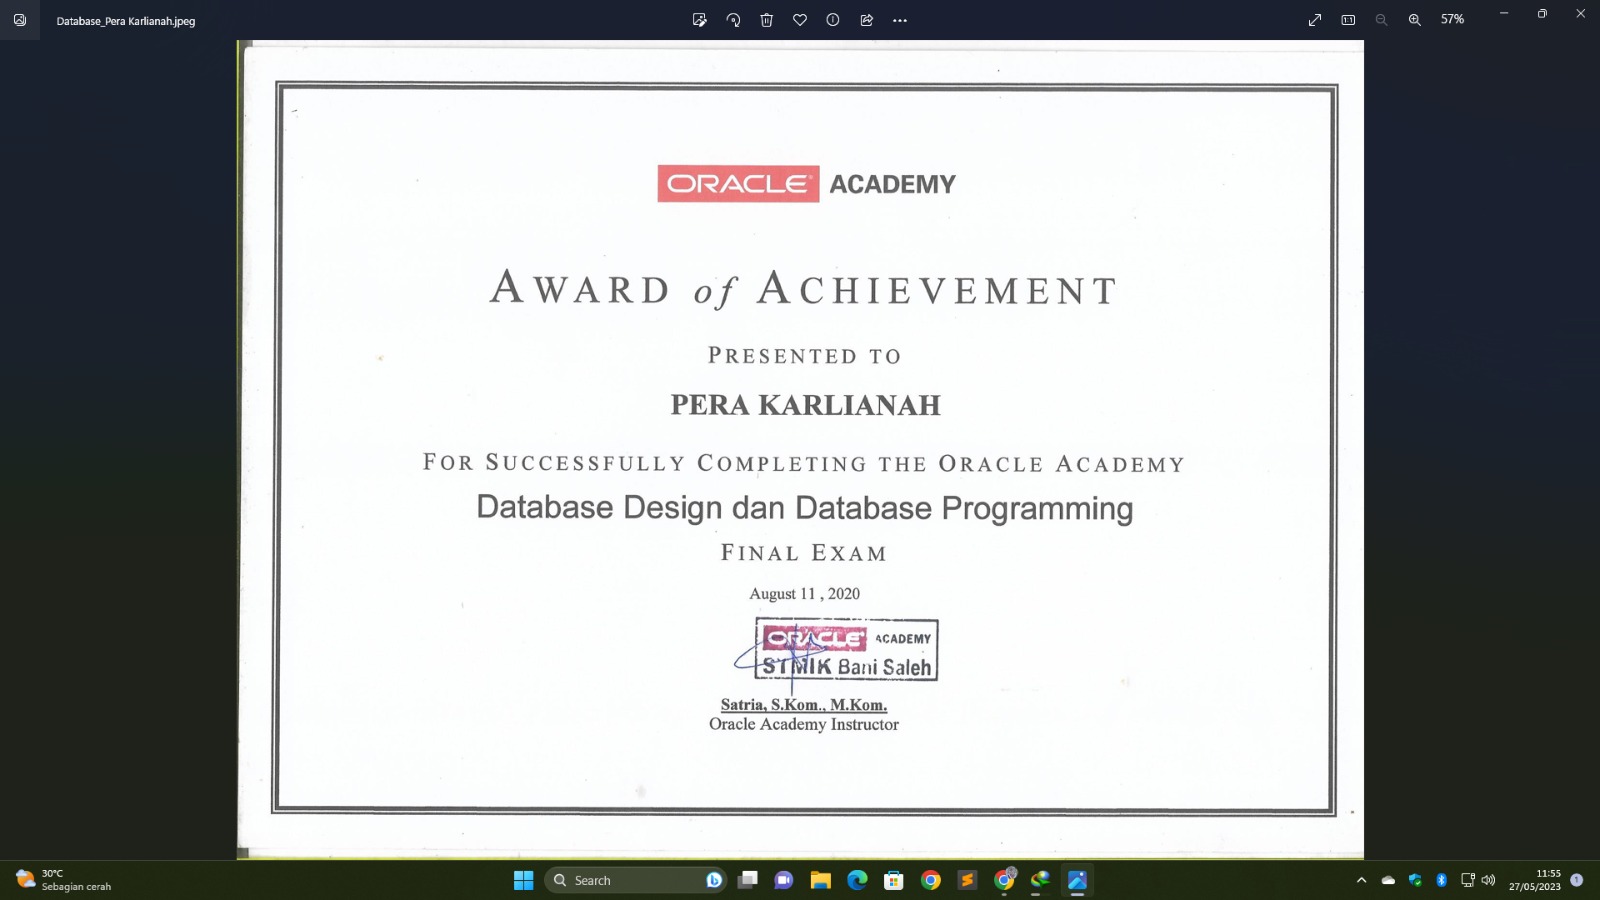 Database_Pera Karlianah.jpeg
57%
ORACLE ACADEMY
AWARD of ACHIEVEMENT
PRESENTED TO
PERA KARLIANAH
FOR SUCCESSFULLY COMPLETING THE ORACLE ACADEMY
Database Design dan Database Programming
FINAL EXAM
August 11 , 2020
ORACLE ACADEMY
STMIK Bani Saleh
Satria, S.Kom., M.Kom.
Oracle Academy Instructor
30°C
Sebagian cerah
Search
11:55
27/05/2023
1